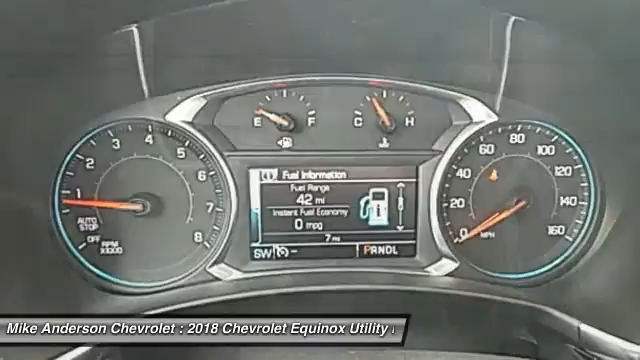 E F
C H
1 2 3 4 5 6 7 8
AUTO STOP
OFF
RPM X1000
Fuel Information
Fuel Range
42 mi
Instant Fuel Economy
0 mpg
7 mi
SW - PRNDL
0 20 40 60 80 100 120 140 160
MPH
Mike Anderson Chevrolet : 2018 Chevrolet Equinox Utility